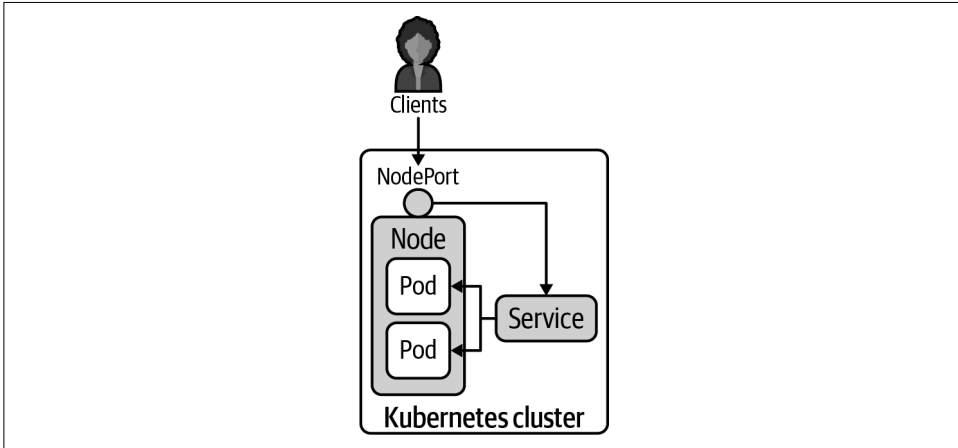 Clients
NodePort
Node
Pod
Service
Pod
Kubernetes cluster